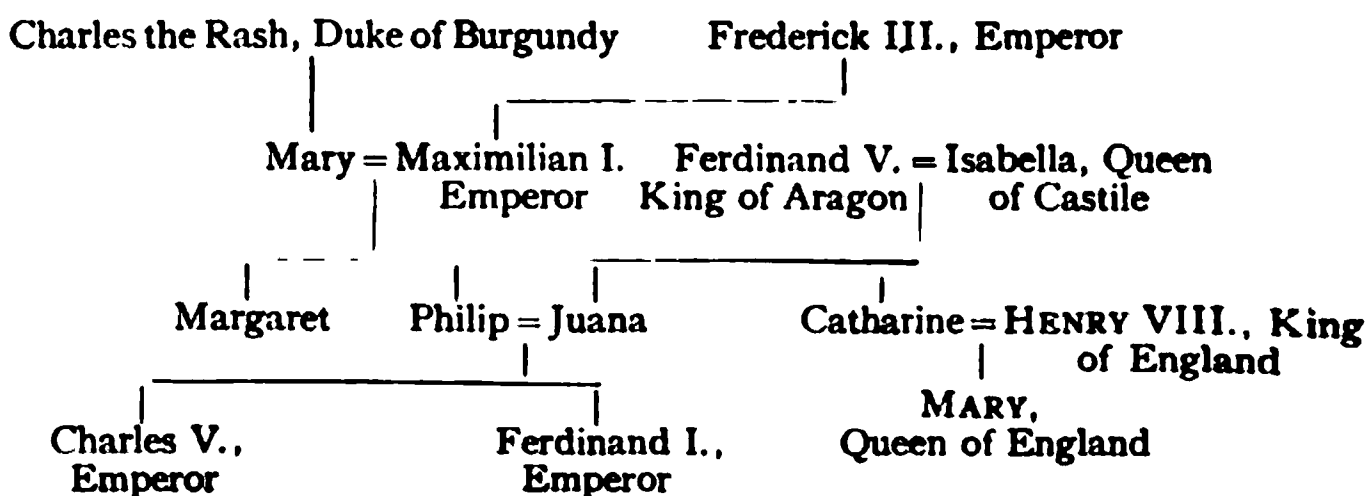 Charles the Rash, Duke of Burgundy Frederick III., Emperor
Mary = Maximilian I. Ferdinand V. = Isabella, Queen
Emperor King of Aragon of Castile
Margaret Philip = Juana Catharine = HENRY VIII., King
of England
MARY,
Charles V., Ferdinand I., Queen of England
Emperor Emperor